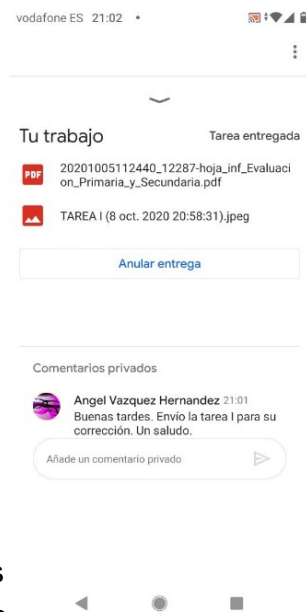 vodafone ES 21:02 •
Tu trabajo Tarea entregada
PDF 20201005112440_12287-hoja_inf_Evaluaci
on_Primaria_y_Secundaria.pdf
TAREA I (8 oct. 2020 20:58:31).jpeg
Anular entrega
Comentarios privados
Angel Vazquez Hernandez 21:01
Buenas tardes. Envío la tarea I para su
corrección. Un saludo.
Añade un comentario privado
s